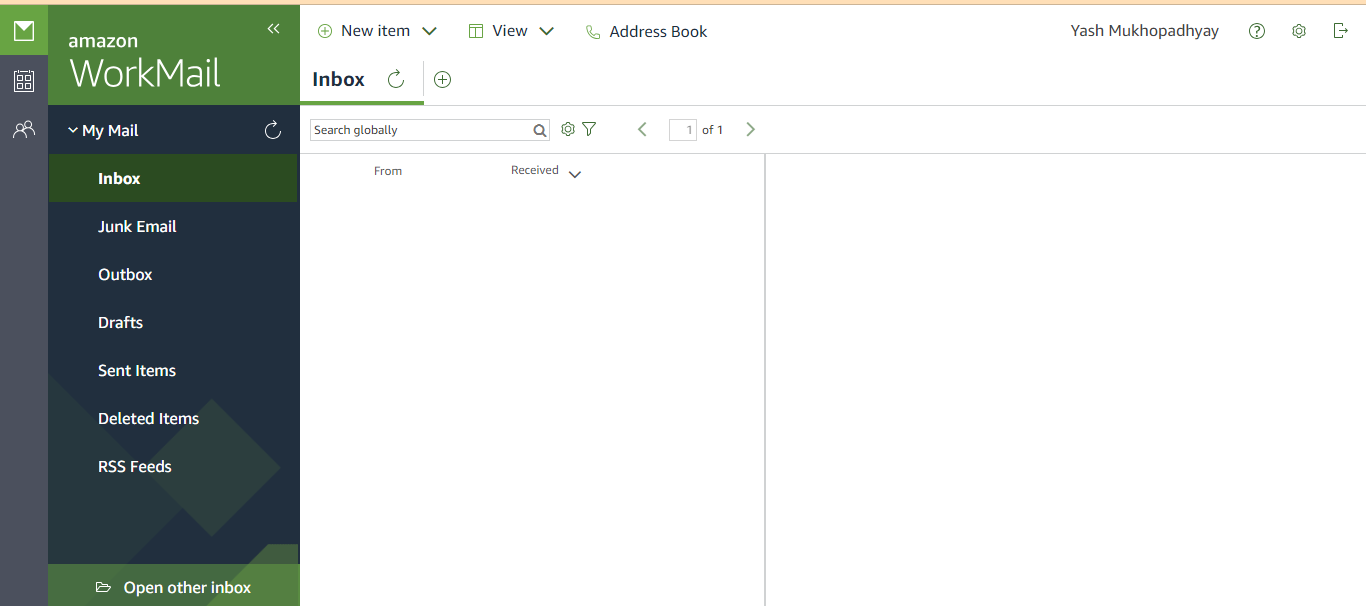 amazon
WorkMail
New item
View
Address Book
Yash Mukhopadhyay
Inbox
My Mail
Search globally
1 of 1
From
Received
Inbox
Junk Email
Outbox
Drafts
Sent Items
Deleted Items
RSS Feeds
Open other inbox